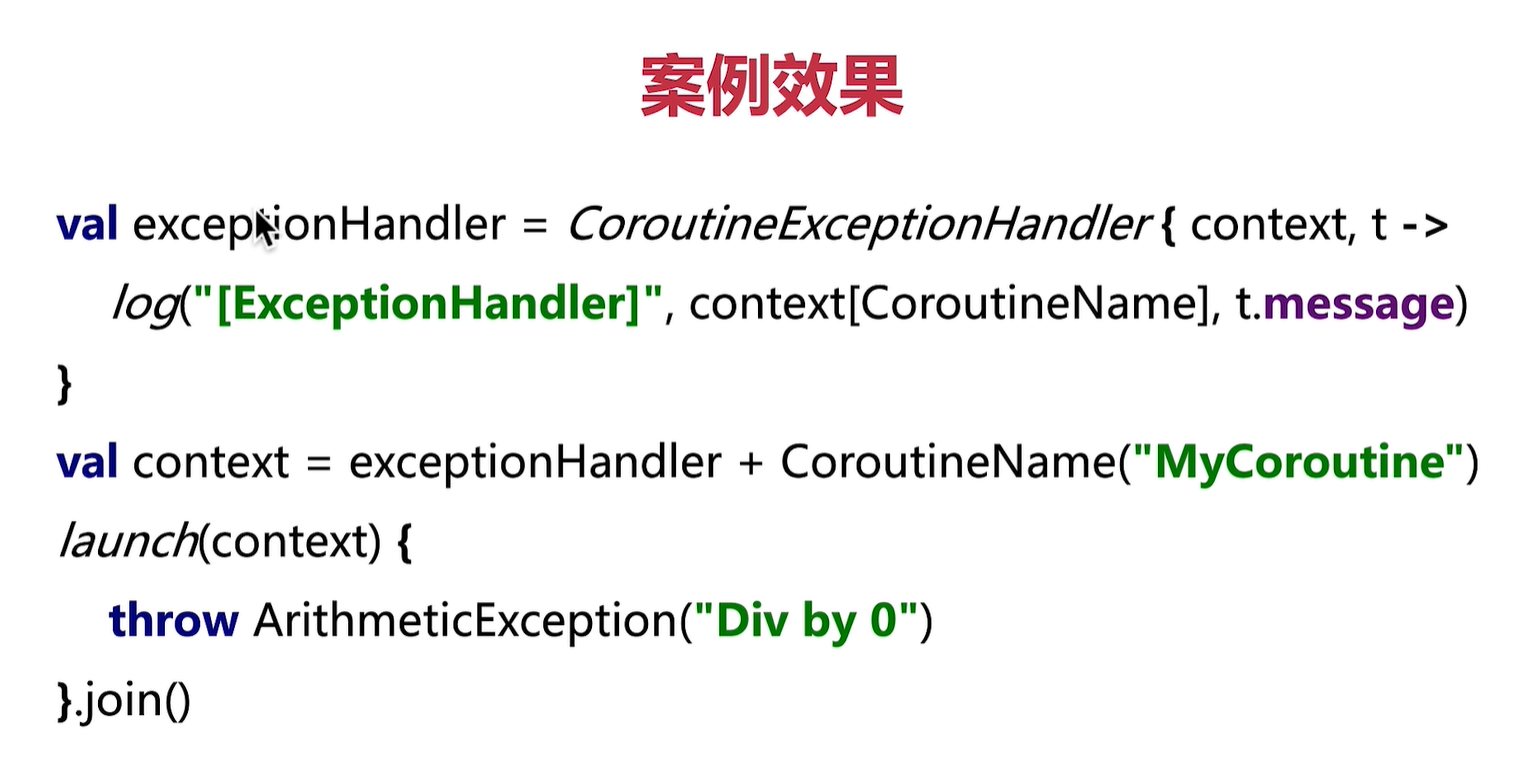 案例效果
val exceptionHandler = CoroutineExceptionHandler { context, t ->
log("[ExceptionHandler]", context[CoroutineName], t.message)
}
val context = exceptionHandler + CoroutineName("MyCoroutine")
launch(context) {
throw ArithmeticException("Div by 0")
}.join()